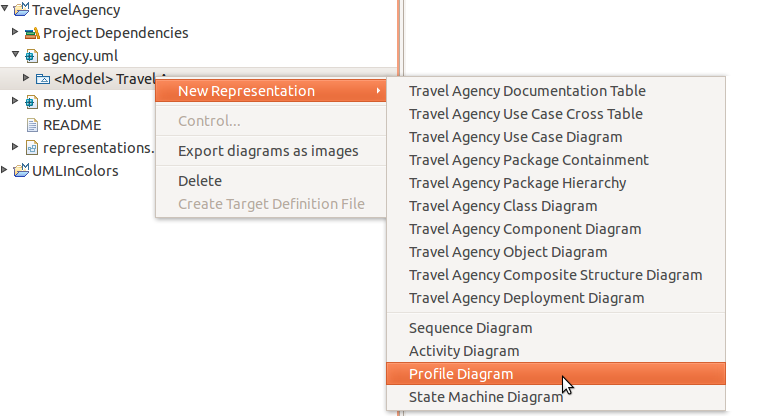 TravelAgency
Project Dependencies
agency.uml
<Model> Travel
my.uml
README
representations.
UMLInColors
New Representation
Control...
Export diagrams as images
Delete
Create Target Definition File
Travel Agency Documentation Table
Travel Agency Use Case Cross Table
Travel Agency Use Case Diagram
Travel Agency Package Containment
Travel Agency Package Hierarchy
Travel Agency Class Diagram
Travel Agency Component Diagram
Travel Agency Object Diagram
Travel Agency Composite Structure Diagram
Travel Agency Deployment Diagram
Sequence Diagram
Activity Diagram
Profile Diagram
State Machine Diagram